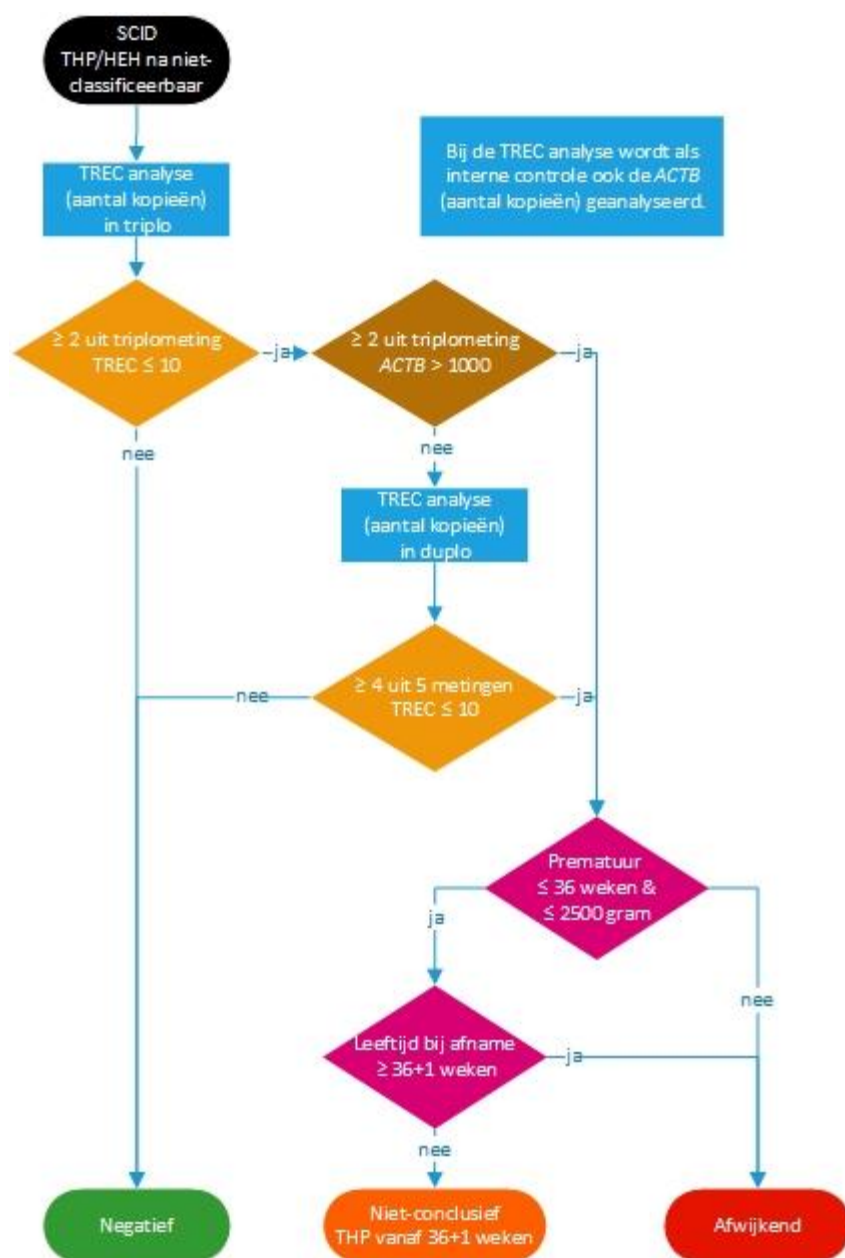 SCID
THP/HEH na niet-
classificeerbaar
TREC analyse
(aantal kopieën)
in triplo
Bij de TREC analyse wordt als
interne controle ook de ACTB
(aantal kopieën) geanalyseerd.
≥ 2 uit triplometing
TREC ≤ 10
ja
≥ 2 uit triplometing
ACTB > 1000
ja
nee
nee
TREC analyse
(aantal kopieën)
in duplo
nee
≥ 4 uit 5 metingen
TREC ≤ 10
ja
Prematuur
≤ 36 weken &
≤ 2500 gram
ja
nee
Leeftijd bij afname
≥ 36+1 weken
ja
nee
Negatief
Niet-conclusief
THP vanaf 36+1 weken
Afwijkend